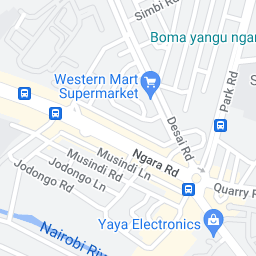 Simbi Rd
Boma yangu ngar
Western Mart
Supermarket
Park Rd
Desai Rd
Ngara Rd
Musindi Ln
Musindi Rd
Jodongo Ln
Jodongo Rd
Quarry R
Yaya Electronics
Nairobi Riv